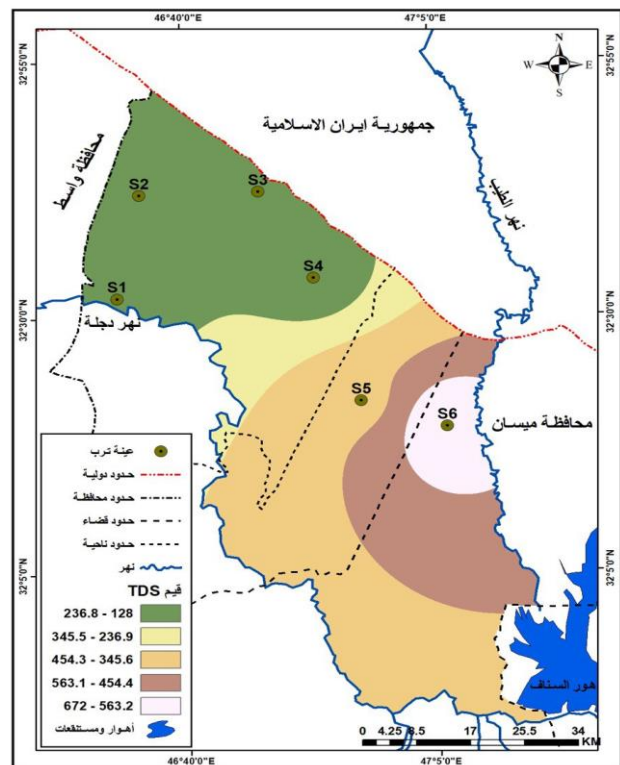 46°40'0"E
47°5'0"E
32°55'0"N
32°55'0"N
N
W
E
S
جمهورية ايران الاسلامية
محافظة واسط
نهر الطيب
S2
S3
S4
S1
32°30'0"N
32°30'0"N
نهر دجلة
S5
S6
محافظة ميسان
عينة ترب
حدود دولية
حدود محافظة
حدود قضاء
حدود ناحية
نهر
قيم TDS
236.8 - 128
345.5 - 236.9
454.3 - 345.6
563.1 - 454.4
672 - 563.2
أهوار ومستنقعات
32°5'0"N
32°5'0"N
هور السناف
0 4.25 8.5 17 25.5 34
KM
46°40'0"E
47°5'0"E